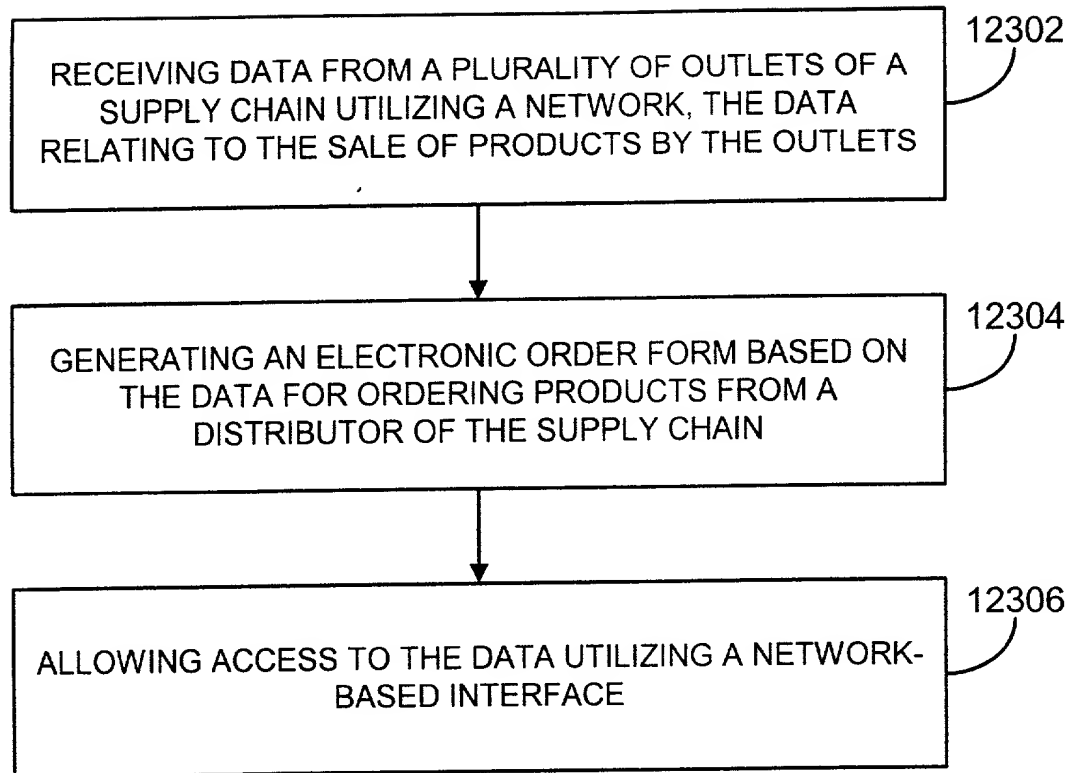 12302
RECEIVING DATA FROM A PLURALITY OF OUTLETS OF A
SUPPLY CHAIN UTILIZING A NETWORK, THE DATA
RELATING TO THE SALE OF PRODUCTS BY THE OUTLETS
12304
GENERATING AN ELECTRONIC ORDER FORM BASED ON
THE DATA FOR ORDERING PRODUCTS FROM A
DISTRIBUTOR OF THE SUPPLY CHAIN
12306
ALLOWING ACCESS TO THE DATA UTILIZING A NETWORK-
BASED INTERFACE